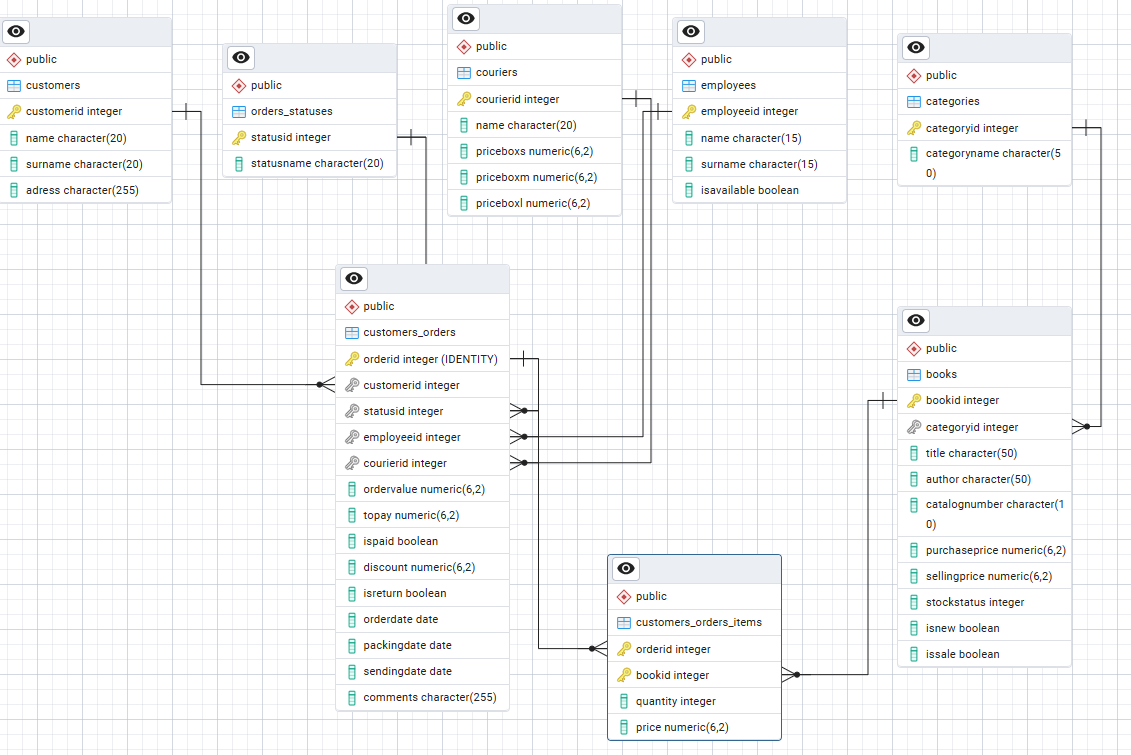 public
customers
customerid integer
name character(20)
surname character(20)
adress character(255)
public
orders_statuses
statusid integer
statusname character(20)
public
couriers
courierid integer
name character(20)
priceboxs numeric(6,2)
priceboxm numeric(6,2)
priceboxl numeric(6,2)
public
employees
employeeid integer
name character(15)
surname character(15)
isavailable boolean
public
categories
categoryid integer
categoryname character(5
0)
public
customers_orders
orderid integer (IDENTITY)
customerid integer
statusid integer
employeeid integer
courierid integer
ordervalue numeric(6,2)
topay numeric(6,2)
ispaid boolean
discount numeric(6,2)
isreturn boolean
orderdate date
packingdate date
sendingdate date
comments character(255)
public
customers_orders_items
orderid integer
bookid integer
quantity integer
price numeric(6,2)
public
books
bookid integer
categoryid integer
title character(50)
author character(50)
catalognumber character(1
0)
purchaseprice numeric(6,2)
sellingprice numeric(6,2)
stockstatus integer
isnew boolean
issale boolean